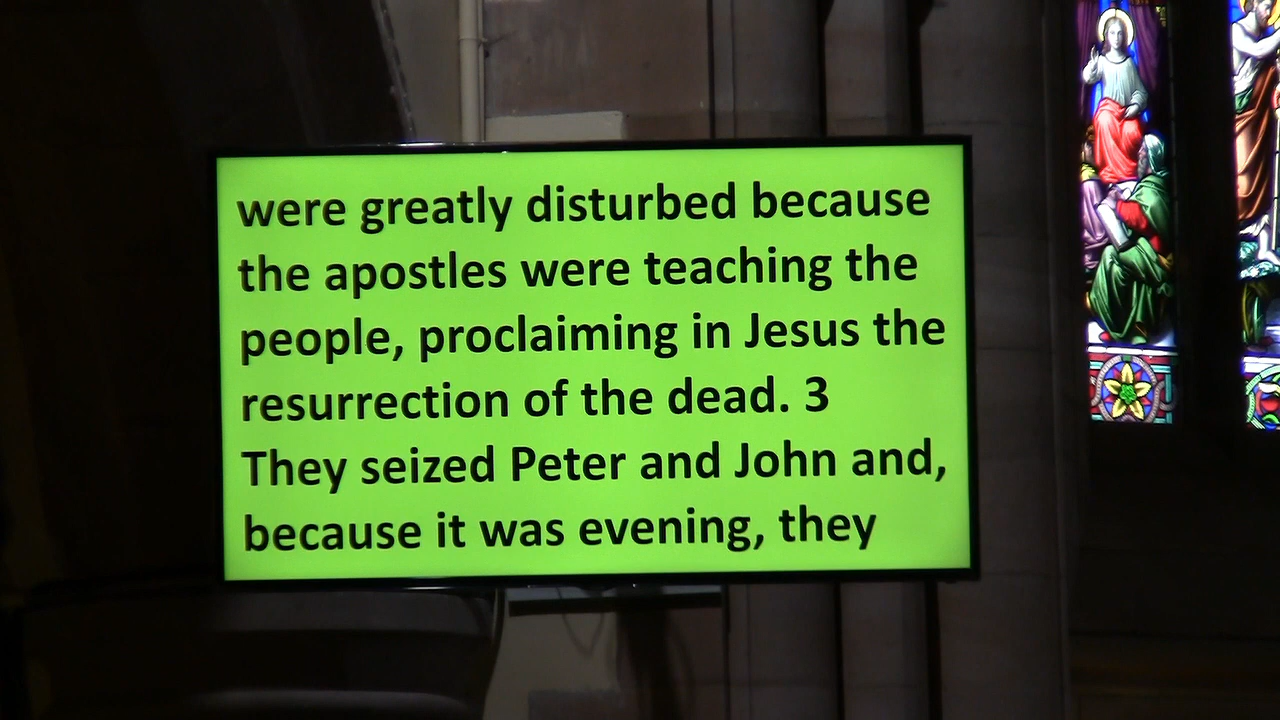 were greatly disturbed because
the apostles were teaching the
people, proclaiming in Jesus the
resurrection of the dead. 3
They seized Peter and John and,
because it was evening, they